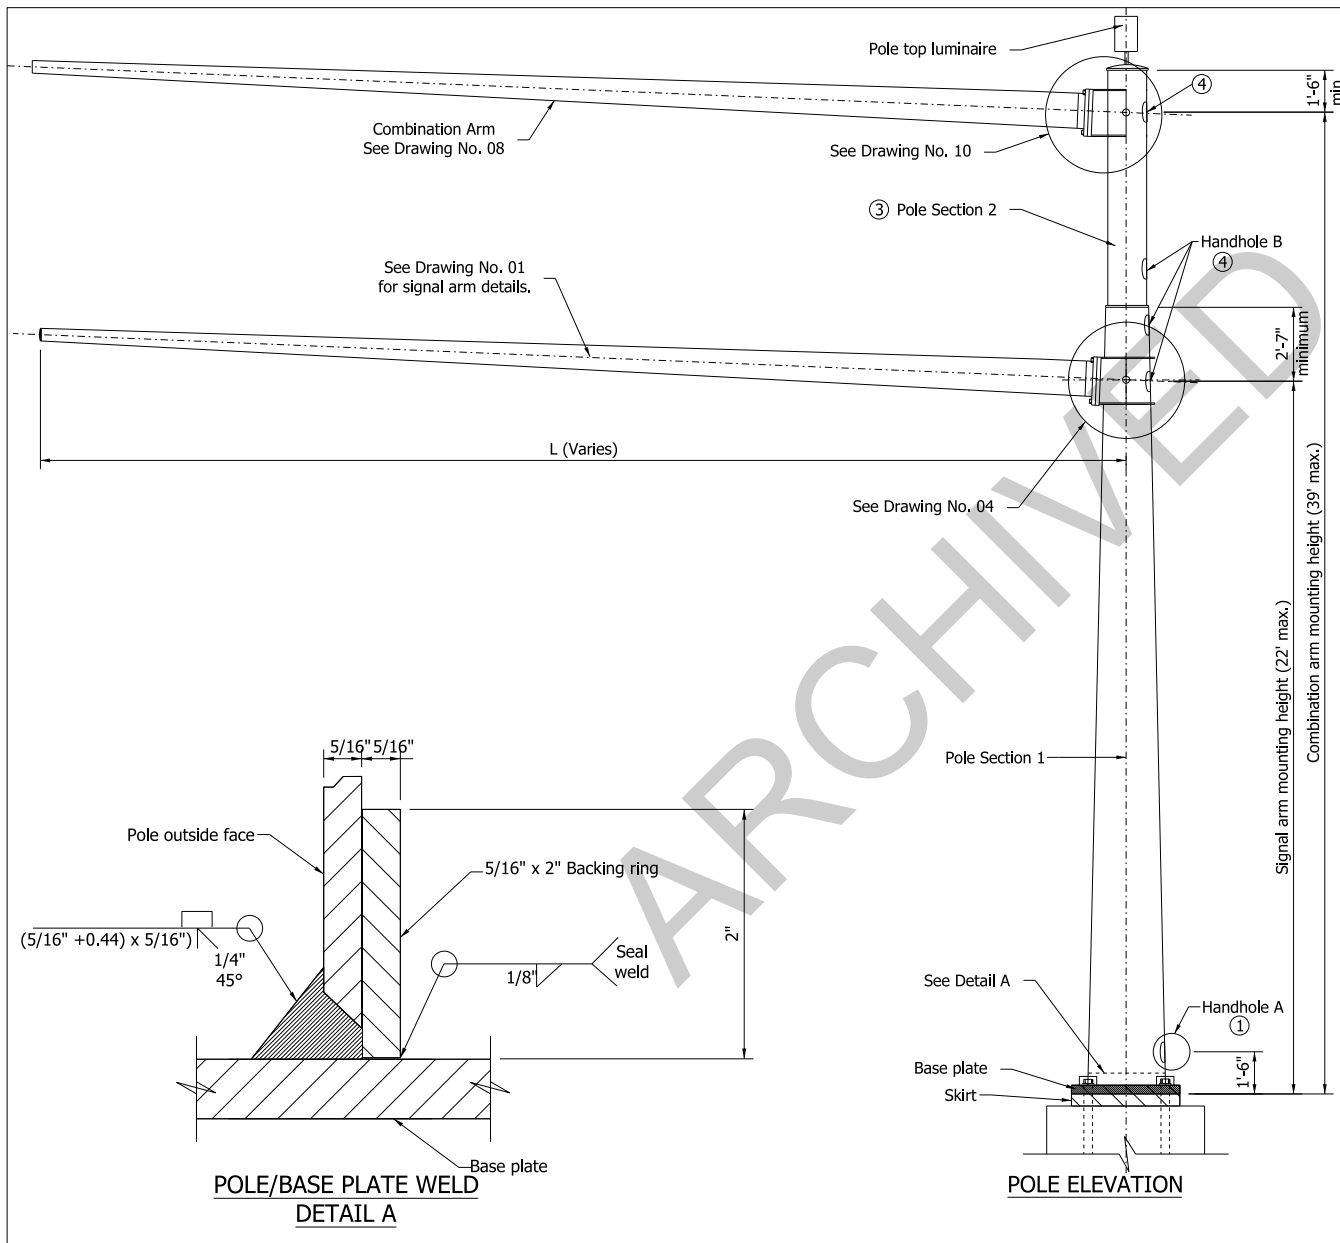 Pole top luminaire
1'-6"
min
④
Combination Arm
See Drawing No. 08
See Drawing No. 10
③ Pole Section 2
Handhole B
④
See Drawing No. 01
for signal arm details.
2'-7"
minimum
L (Varies)
See Drawing No. 04
Combination arm mounting height (39' max.)
Signal arm mounting height (22' max.)
ARCHIVED
Pole Section 1
5/16" 5/16"
Pole outside face
5/16" x 2" Backing ring
2"
(5/16" +0.44) x 5/16")
1/4"
45°
1/8"
Seal
weld
See Detail A
Handhole A
①
1'-6"
Base plate
Skirt
Base plate
POLE/BASE PLATE WELD
DETAIL A
POLE ELEVATION